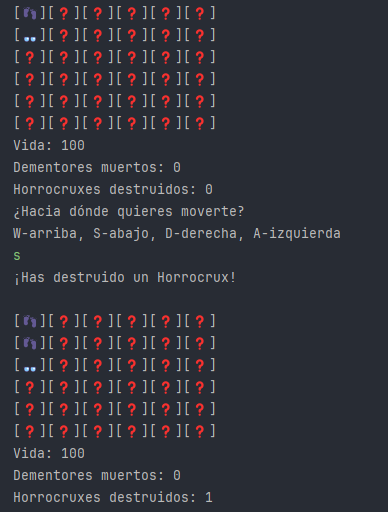 [👣][❓][❓][❓][❓][❓]
[👓][❓][❓][❓][❓][❓]
[❓][❓][❓][❓][❓][❓]
[❓][❓][❓][❓][❓][❓]
[❓][❓][❓][❓][❓][❓]
[❓][❓][❓][❓][❓][❓]
Vida: 100
Dementores muertos: 0
Horrocruxes destruidos: 0
¿Hacia dónde quieres moverte?
W-arriba, S-abajo, D-derecha, A-izquierda
s
¡Has destruido un Horrocrux!
[👣][❓][❓][❓][❓][❓]
[👣][❓][❓][❓][❓][❓]
[👓][❓][❓][❓][❓][❓]
[❓][❓][❓][❓][❓][❓]
[❓][❓][❓][❓][❓][❓]
[❓][❓][❓][❓][❓][❓]
Vida: 100
Dementores muertos: 0
Horrocruxes destruidos: 1